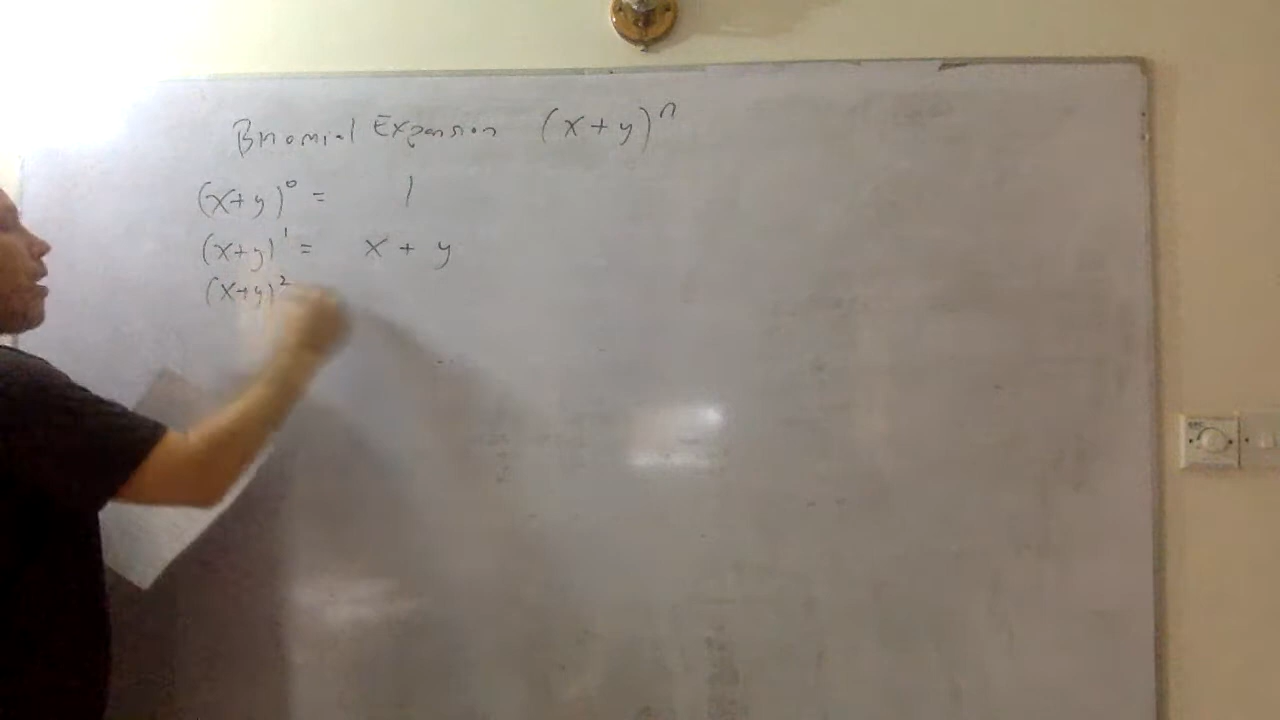 Binomial Expansion (x+y)^n
(x+y)^0 = 1
(x+y)^1 = x + y
(x+y)^2